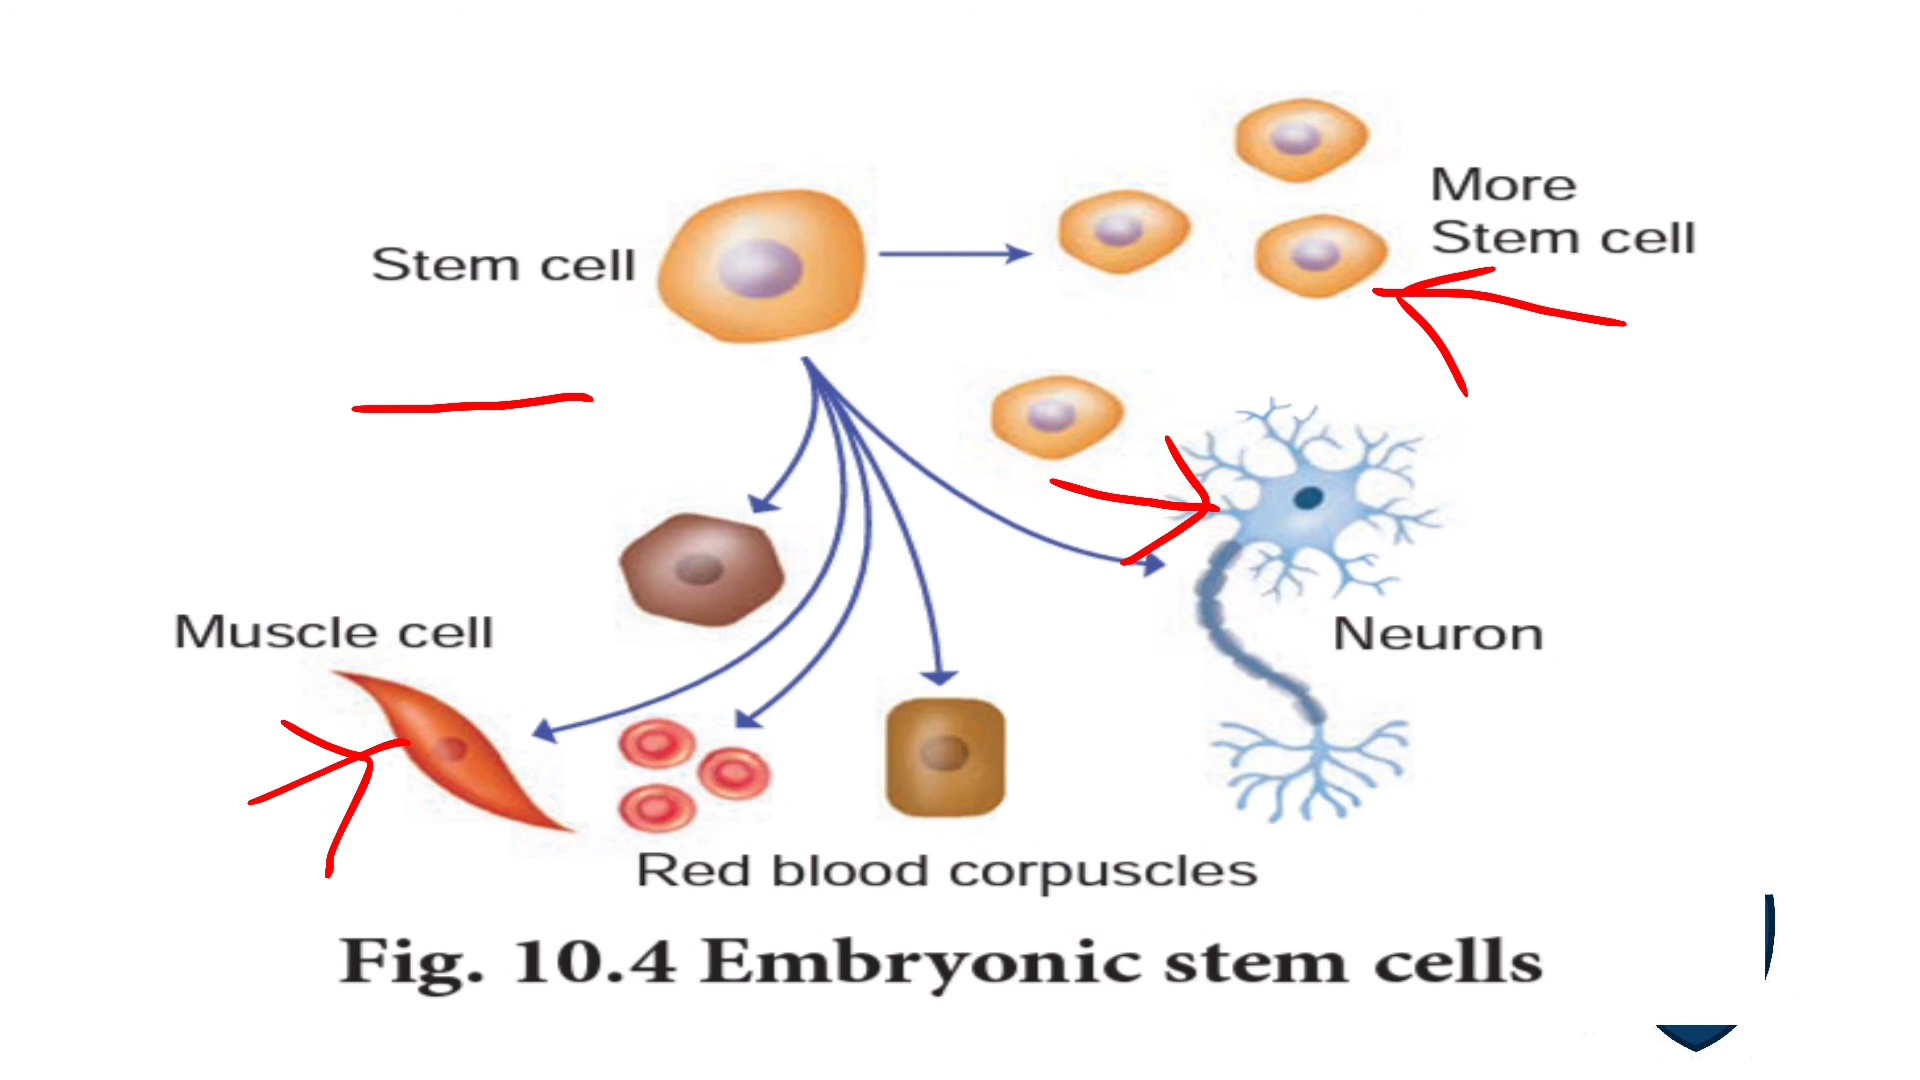 More
Stem cell
Stem cell
Muscle cell
Neuron
Red blood corpuscles
Fig. 10.4 Embryonic stem cells